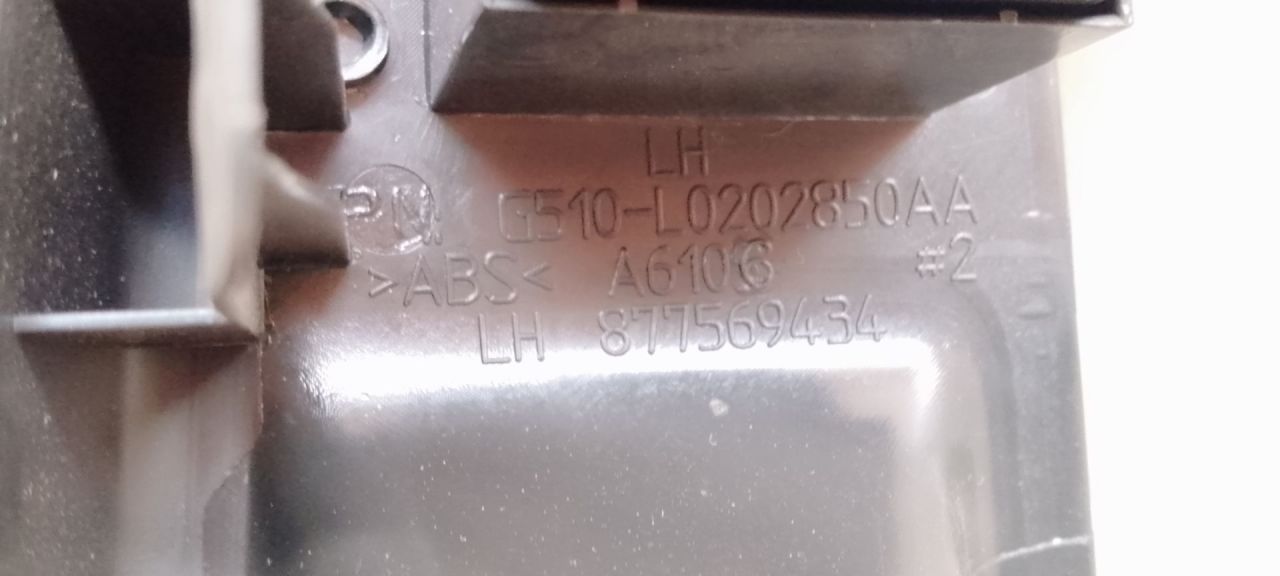 LH
PN G510-L0202850AA
>ABS< A6106 #2
LH 877569434